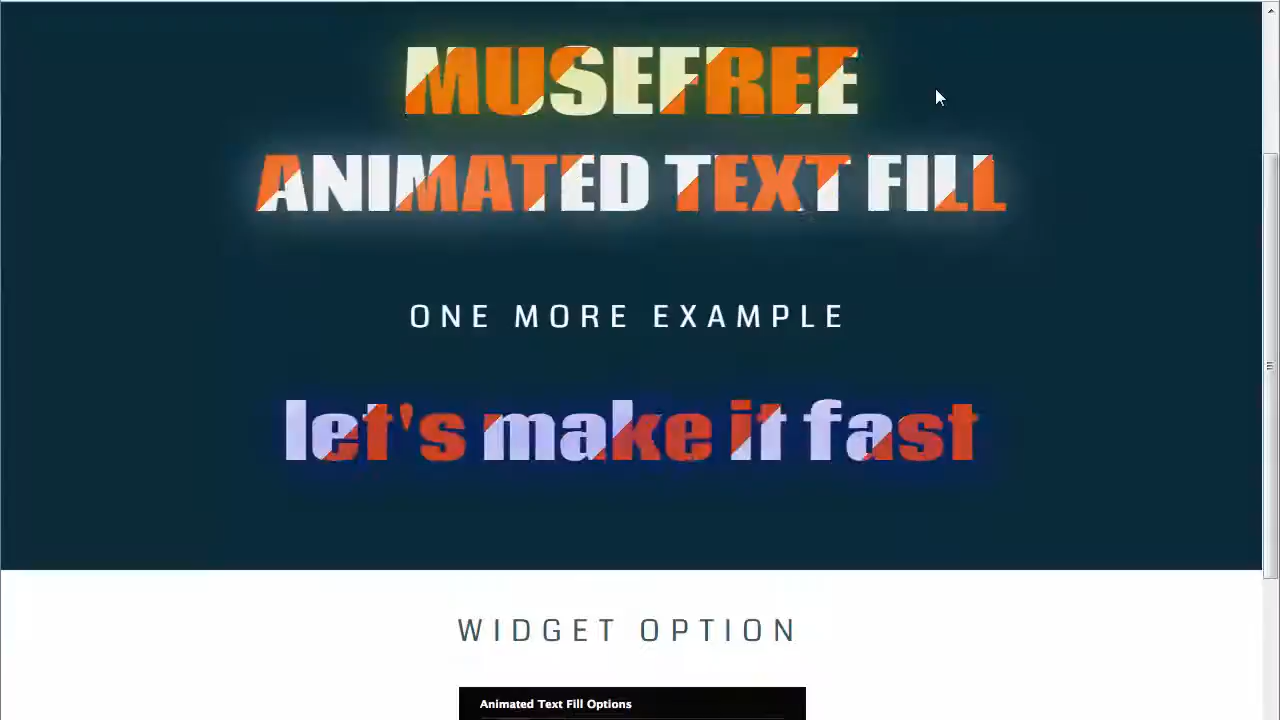 MUSEFREE
ANIMATED TEXT FILL
ONE MORE EXAMPLE
let's make it fast
WIDGET OPTION
Animated Text Fill Options